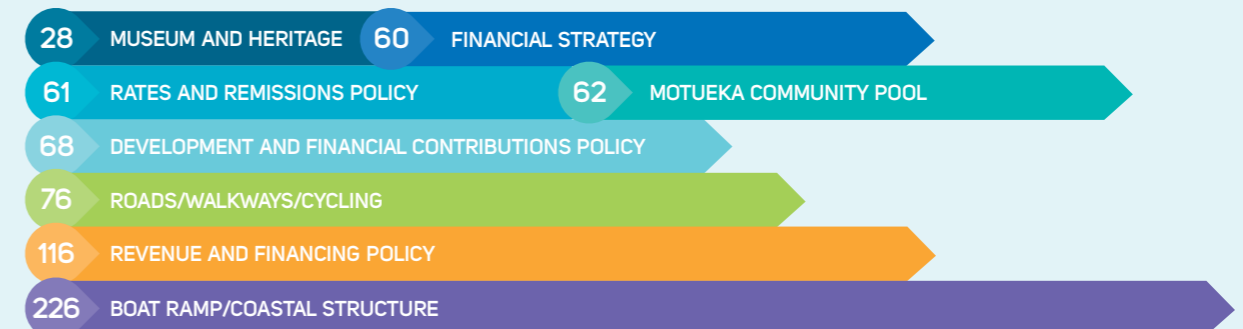 28 MUSEUM AND HERITAGE 60 FINANCIAL STRATEGY
61 RATES AND REMISSIONS POLICY 62 MOTUEKA COMMUNITY POOL
68 DEVELOPMENT AND FINANCIAL CONTRIBUTIONS POLICY
76 ROADS/WALKWAYS/CYCLING
116 REVENUE AND FINANCING POLICY
226 BOAT RAMP/COASTAL STRUCTURE